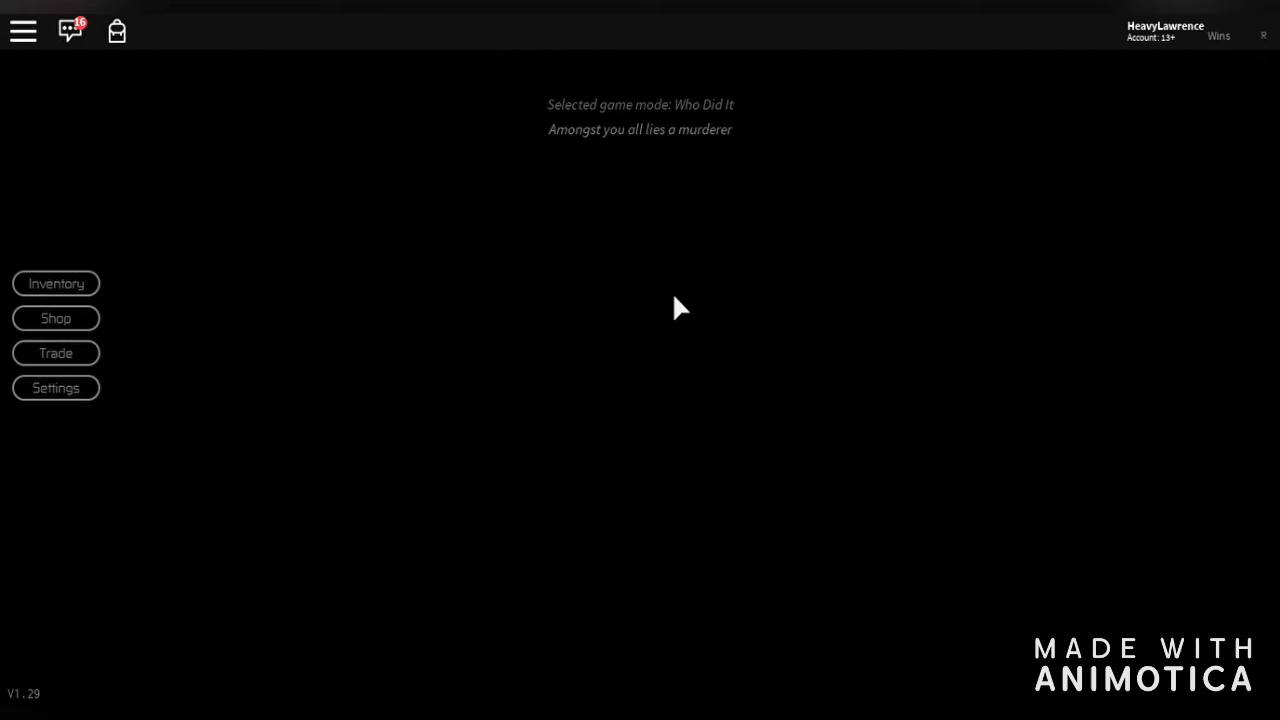 16
HeavyLawrence
Account: 13+
Wins
R
Selected game mode: Who Did It
Amongst you all lies a murderer
Inventory
Shop
Trade
Settings
MADE WITH
ANIMOTICA
V1.29